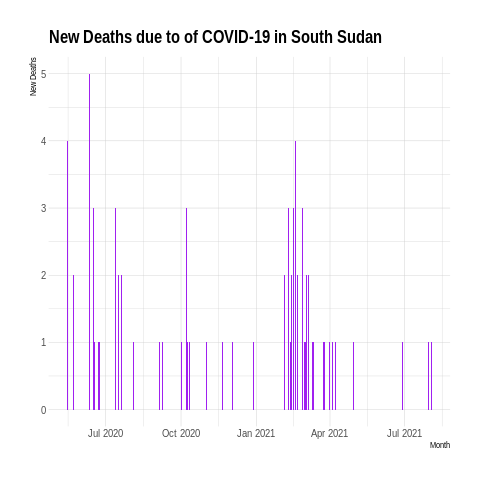 New Deaths due to of COVID-19 in South Sudan
New Deaths
5
4
3
2
1
0
Jul 2020 Oct 2020 Jan 2021 Apr 2021 Jul 2021
Month